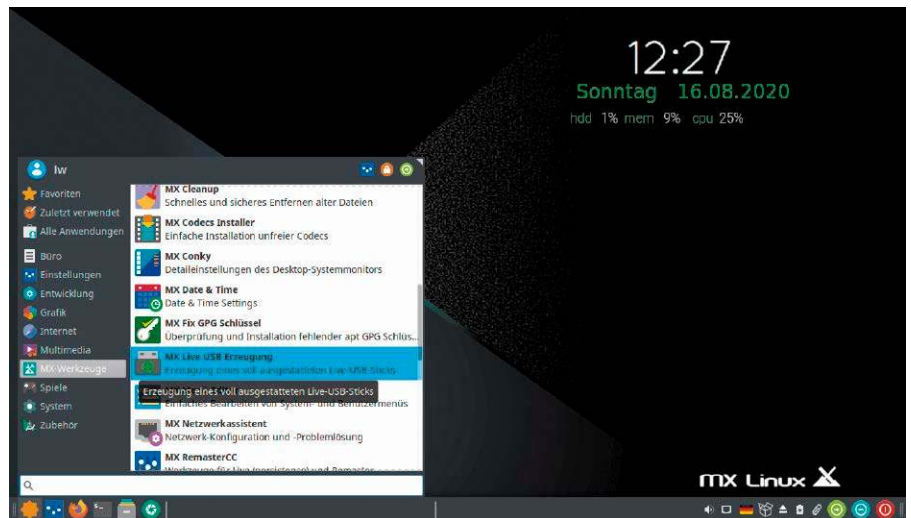 12:27
Sonntag 16.08.2020
hdd 1% mem 9% cpu 25%
lw
Favoriten
Zuletzt verwendet
Alle Anwendungen
Büro
Einstellungen
Entwicklung
Grafik
Internet
Multimedia
MX-Werkzeuge
Spiele
System
Zubehör
MX Cleanup
Schnelles und sicheres Entfernen alter Dateien
MX Codecs Installer
Einfache Installation unfreier Codecs
MX Conky
Detaileinstellungen des Desktop-Systemmonitors
MX Date & Time
Date & Time Settings
MX Fix GPG Schlüssel
Überprüfung und Installation fehlender apt GPG Schlüs...
MX Live USB Erzeugung
Erzeugung eines voll ausgestatteten Live-USB-Sticks
Erzeugung eines voll ausgestatteten Live-USB-Sticks
Einfaches Bearbeiten von System- und Benutzermenüs
MX Netzwerkassistent
Netzwerk-Konfiguration und -Problemlösung
MX RemasterCC
MX Linux